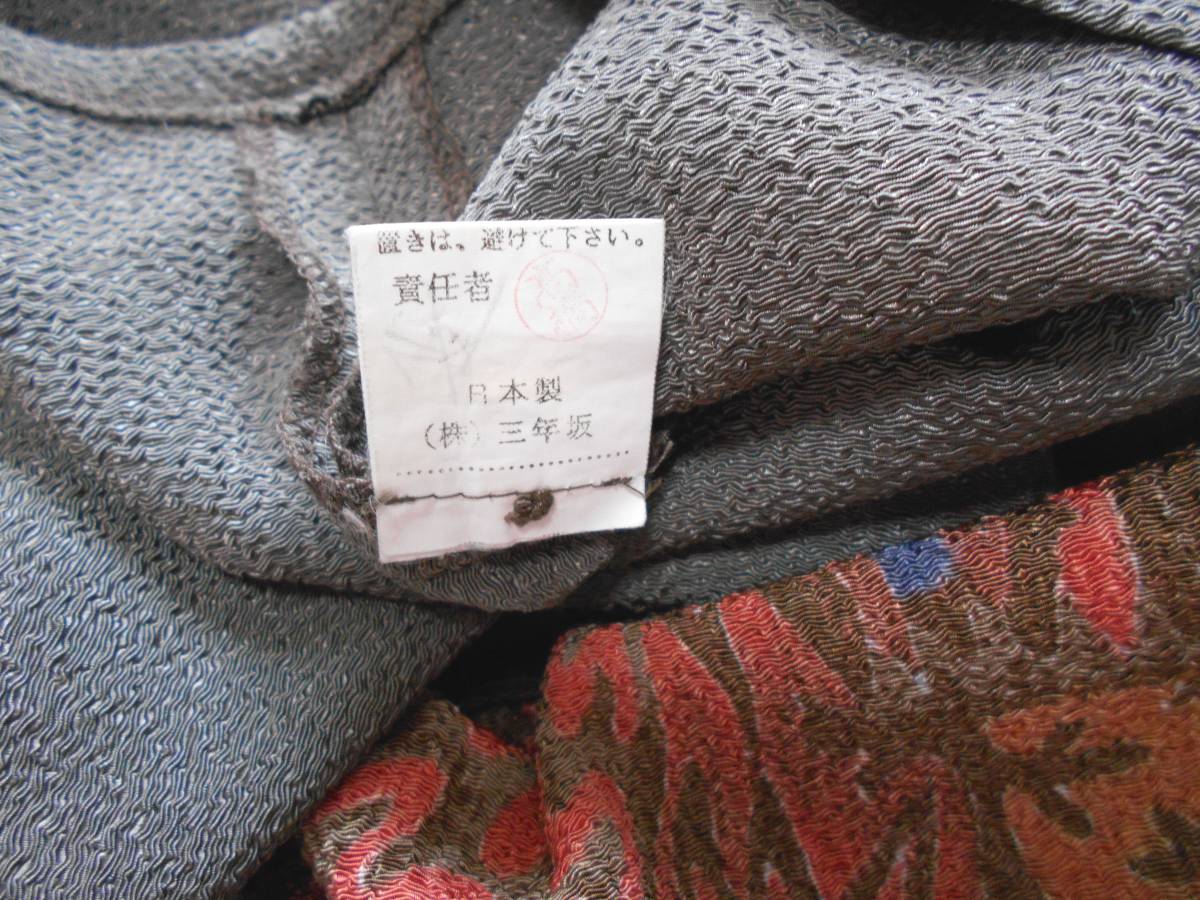 置きは、避けて下さい。
責任者
日本製
(株) 三年坂